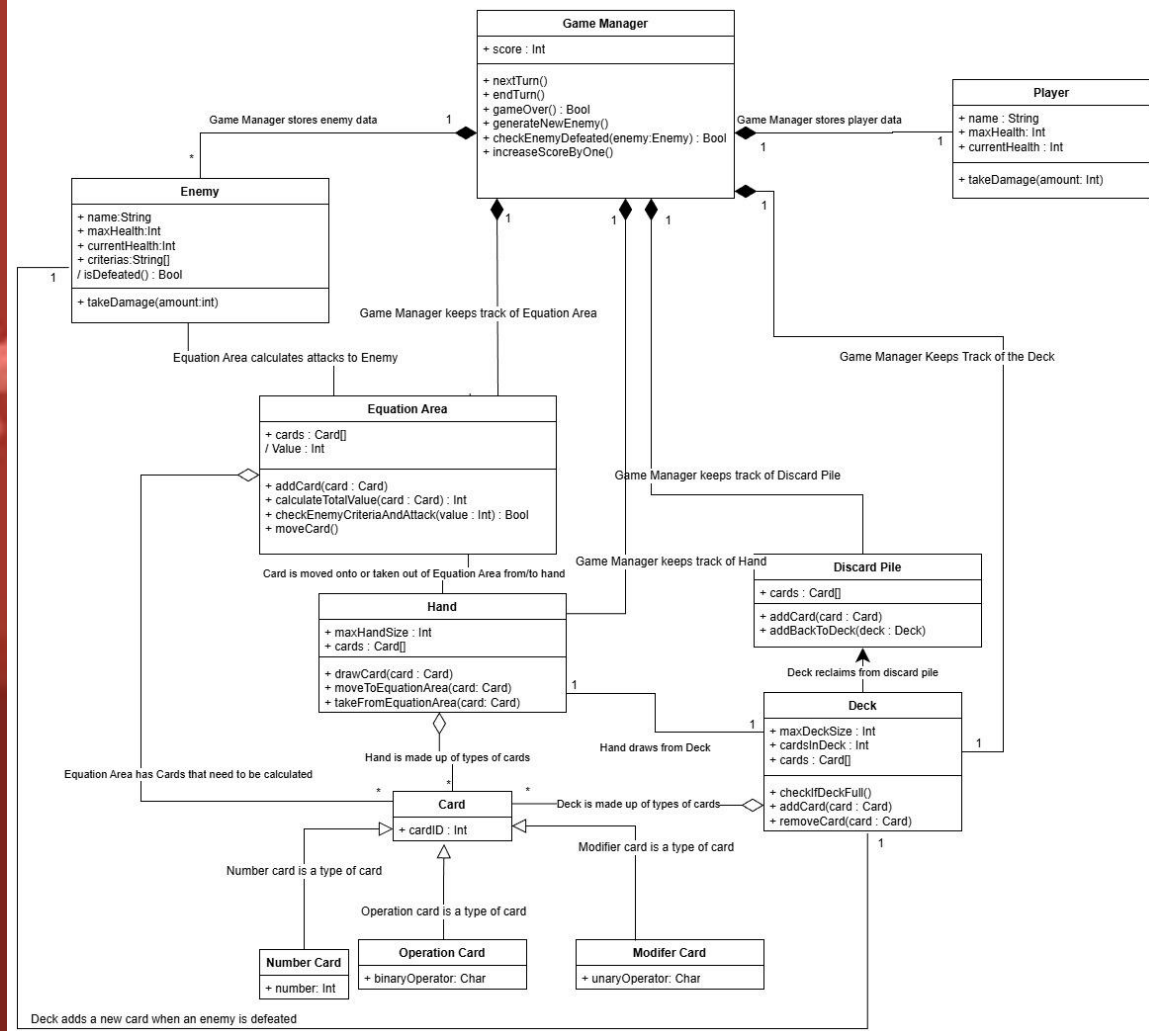 Game Manager
+ score : Int
+ nextTurn()
+ endTurn()
+ gameOver() : Bool
+ generateNewEnemy()
+ checkEnemyDefeated(enemy:Enemy) : Bool
+ increaseScoreByOne()
Game Manager stores enemy data
1
*
Game Manager stores player data
1
1
Player
+ name : String
+ maxHealth: Int
+ currentHealth : Int
+ takeDamage(amount: Int)
Enemy
+ name:String
+ maxHealth:Int
+ currentHealth:Int
+ criterias:String[]
/ isDefeated() : Bool
+ takeDamage(amount:int)
1
1
1
1
1
Game Manager keeps track of Equation Area
Equation Area calculates attacks to Enemy
Game Manager Keeps Track of the Deck
Equation Area
+ cards : Card[]
/ Value : Int
+ addCard(card : Card)
+ calculateTotalValue(card : Card) : Int
+ checkEnemyCriteriaAndAttack(value : Int) : Bool
+ moveCard()
Game Manager keeps track of Discard Pile
Game Manager keeps track of Hand
Card is moved onto or taken out of Equation Area from/to hand
Discard Pile
+ cards : Card[]
+ addCard(card : Card)
+ addBackToDeck(deck : Deck)
Hand
+ maxHandSize : Int
+ cards : Card[]
+ drawCard(card : Card)
+ moveToEquationArea(card: Card)
+ takeFromEquationArea(card: Card)
Deck reclaims from discard pile
1
1
Hand draws from Deck
Deck
+ maxDeckSize : Int
+ cardsInDeck : Int
+ cards : Card[]
+ checkIfDeckFull()
+ addCard(card : Card)
+ removeCard(card : Card)
1
1
Hand is made up of types of cards
Equation Area has Cards that need to be calculated
*
*
*
Deck is made up of types of cards
Card
+ cardID : Int
Number card is a type of card
Modifier card is a type of card
Operation card is a type of card
Number Card
+ number: Int
Operation Card
+ binaryOperator: Char
Modifer Card
+ unaryOperator: Char
Deck adds a new card when an enemy is defeated